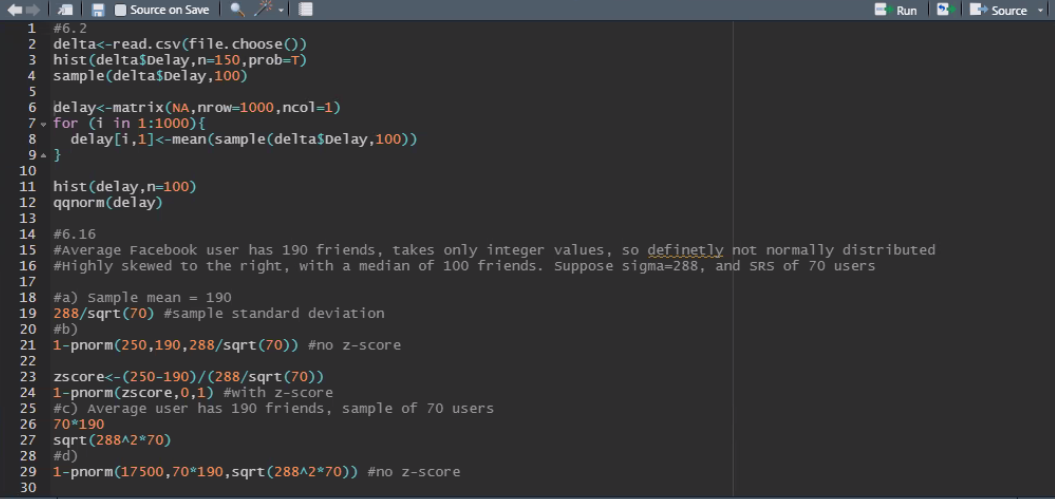 Source on Save
Run
Source
1 #6.2
2 delta<-read.csv(file.choose())
3 hist(delta$Delay,n=150,prob=T)
4 sample(delta$Delay,100)
5
6 delay<-matrix(NA,nrow=1000,ncol=1)
7 for (i in 1:1000){
8   delay[i,1]<-mean(sample(delta$Delay,100))
9 }
10
11 hist(delay,n=100)
12 qqnorm(delay)
13
14 #6.16
15 #Average Facebook user has 190 friends, takes only integer values, so definetly not normally distributed
16 #Highly skewed to the right, with a median of 100 friends. Suppose sigma=288, and SRS of 70 users
17
18 #a) Sample mean = 190
19 288/sqrt(70) #sample standard deviation
20 #b)
21 1-pnorm(250,190,288/sqrt(70)) #no z-score
22
23 zscore<-(250-190)/(288/sqrt(70))
24 1-pnorm(zscore,0,1) #with z-score
25 #c) Average user has 190 friends, sample of 70 users
26 70*190
27 sqrt(288^2*70)
28 #d)
29 1-pnorm(17500,70*190,sqrt(288^2*70)) #no z-score
30